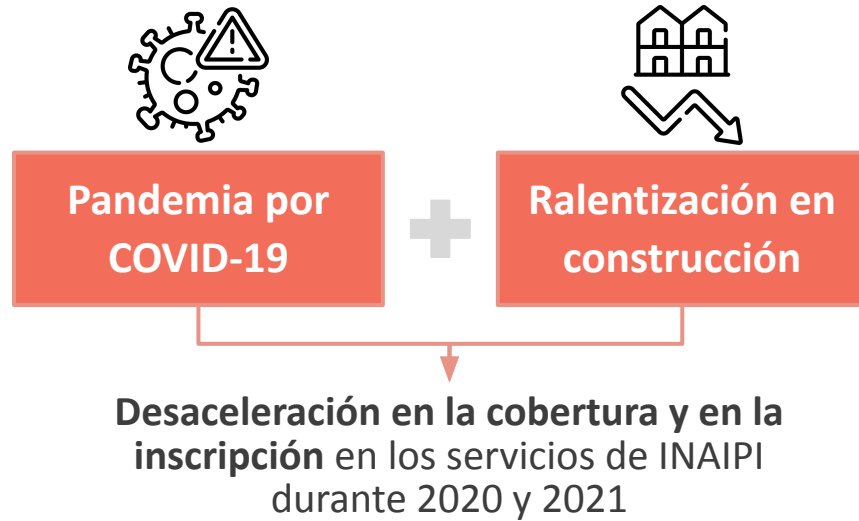 Pandemia por
COVID-19
Ralentización en
construcción
Desaceleración en la cobertura y en la
inscripción en los servicios de INAIPI
durante 2020 y 2021